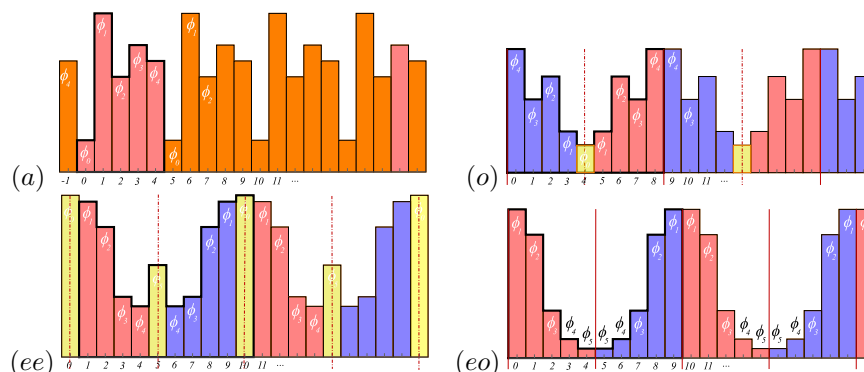 ϕ4 ϕ0 ϕ1 ϕ2 ϕ3 ϕ4 ϕ0 ϕ1 ϕ2 ϕ1
(a)
-1 0 1 2 3 4 5 6 7 8 9 10 11 ...
ϕ4 ϕ3 ϕ2 ϕ1 ϕ1 ϕ2 ϕ3 ϕ4 ϕ4 ϕ3
(o)
0 1 2 3 4 5 6 7 8 9 10 11 ...
ϕ1 ϕ2 ϕ3 ϕ4 ϕ4 ϕ3 ϕ2 ϕ1 ϕ1 ϕ2 ϕ3 ϕ4
(ee)
0 1 2 3 4 5 6 7 8 9 10 11 ...
ϕ1 ϕ2 ϕ3 ϕ4 ϕ5 ϕ5 ϕ4 ϕ3 ϕ2 ϕ1 ϕ1 ϕ2 ϕ3 ϕ4 ϕ5 ϕ5 ϕ4 ϕ3 ϕ2 ϕ1 ϕ1
(eo)
0 1 2 3 4 5 6 7 8 9 10 11 ...